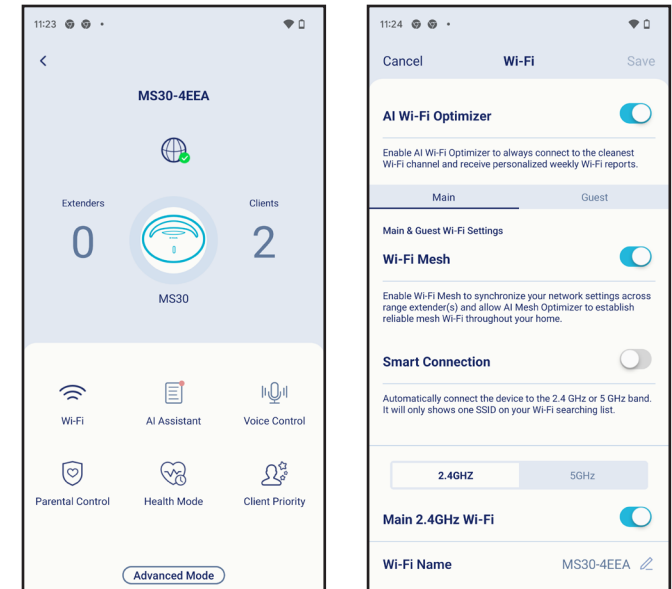 11:23
MS30-4EEA
Extenders
Clients
0
2
MS30
Wi-Fi
AI Assistant
Voice Control
Parental Control
Health Mode
Client Priority
Advanced Mode
11:24
Cancel
Wi-Fi
Save
AI Wi-Fi Optimizer
Enable AI Wi-Fi Optimizer to always connect to the cleanest
Wi-Fi channel and receive personalized weekly Wi-Fi reports.
Main
Guest
Main & Guest Wi-Fi Settings
Wi-Fi Mesh
Enable Wi-Fi Mesh to synchronize your network settings across
range extender(s) and allow AI Mesh Optimizer to establish
reliable mesh Wi-Fi throughout your home.
Smart Connection
Automatically connect the device to the 2.4 GHz or 5 GHz band.
It will only shows one SSID on your Wi-Fi searching list.
2.4GHZ
5GHz
Main 2.4GHz Wi-Fi
Wi-Fi Name
MS30-4EEA